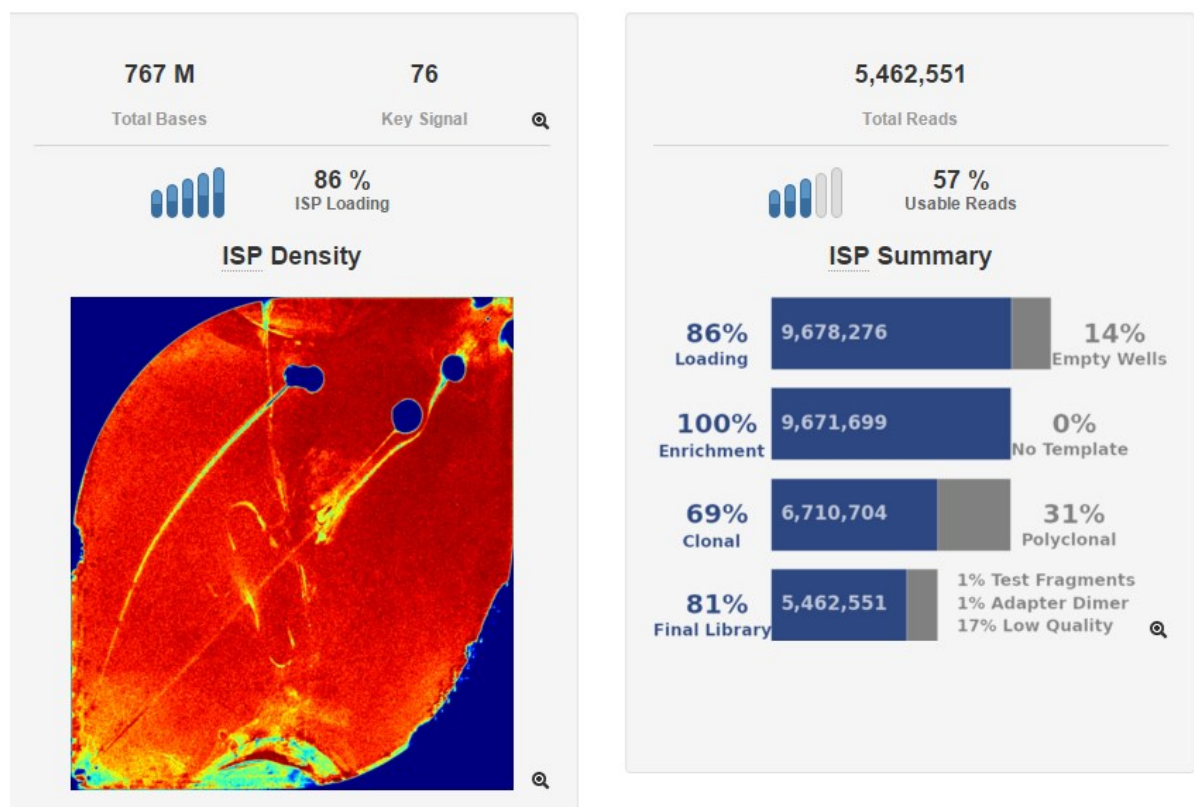 767 M
Total Bases
76
Key Signal
86 %
ISP Loading
ISP Density
5,462,551
Total Reads
57 %
Usable Reads
ISP Summary
86%
Loading
9,678,276
14%
Empty Wells
100%
Enrichment
9,671,699
0%
No Template
69%
Clonal
6,710,704
31%
Polyclonal
81%
Final Library
5,462,551
1% Test Fragments
1% Adapter Dimer
17% Low Quality